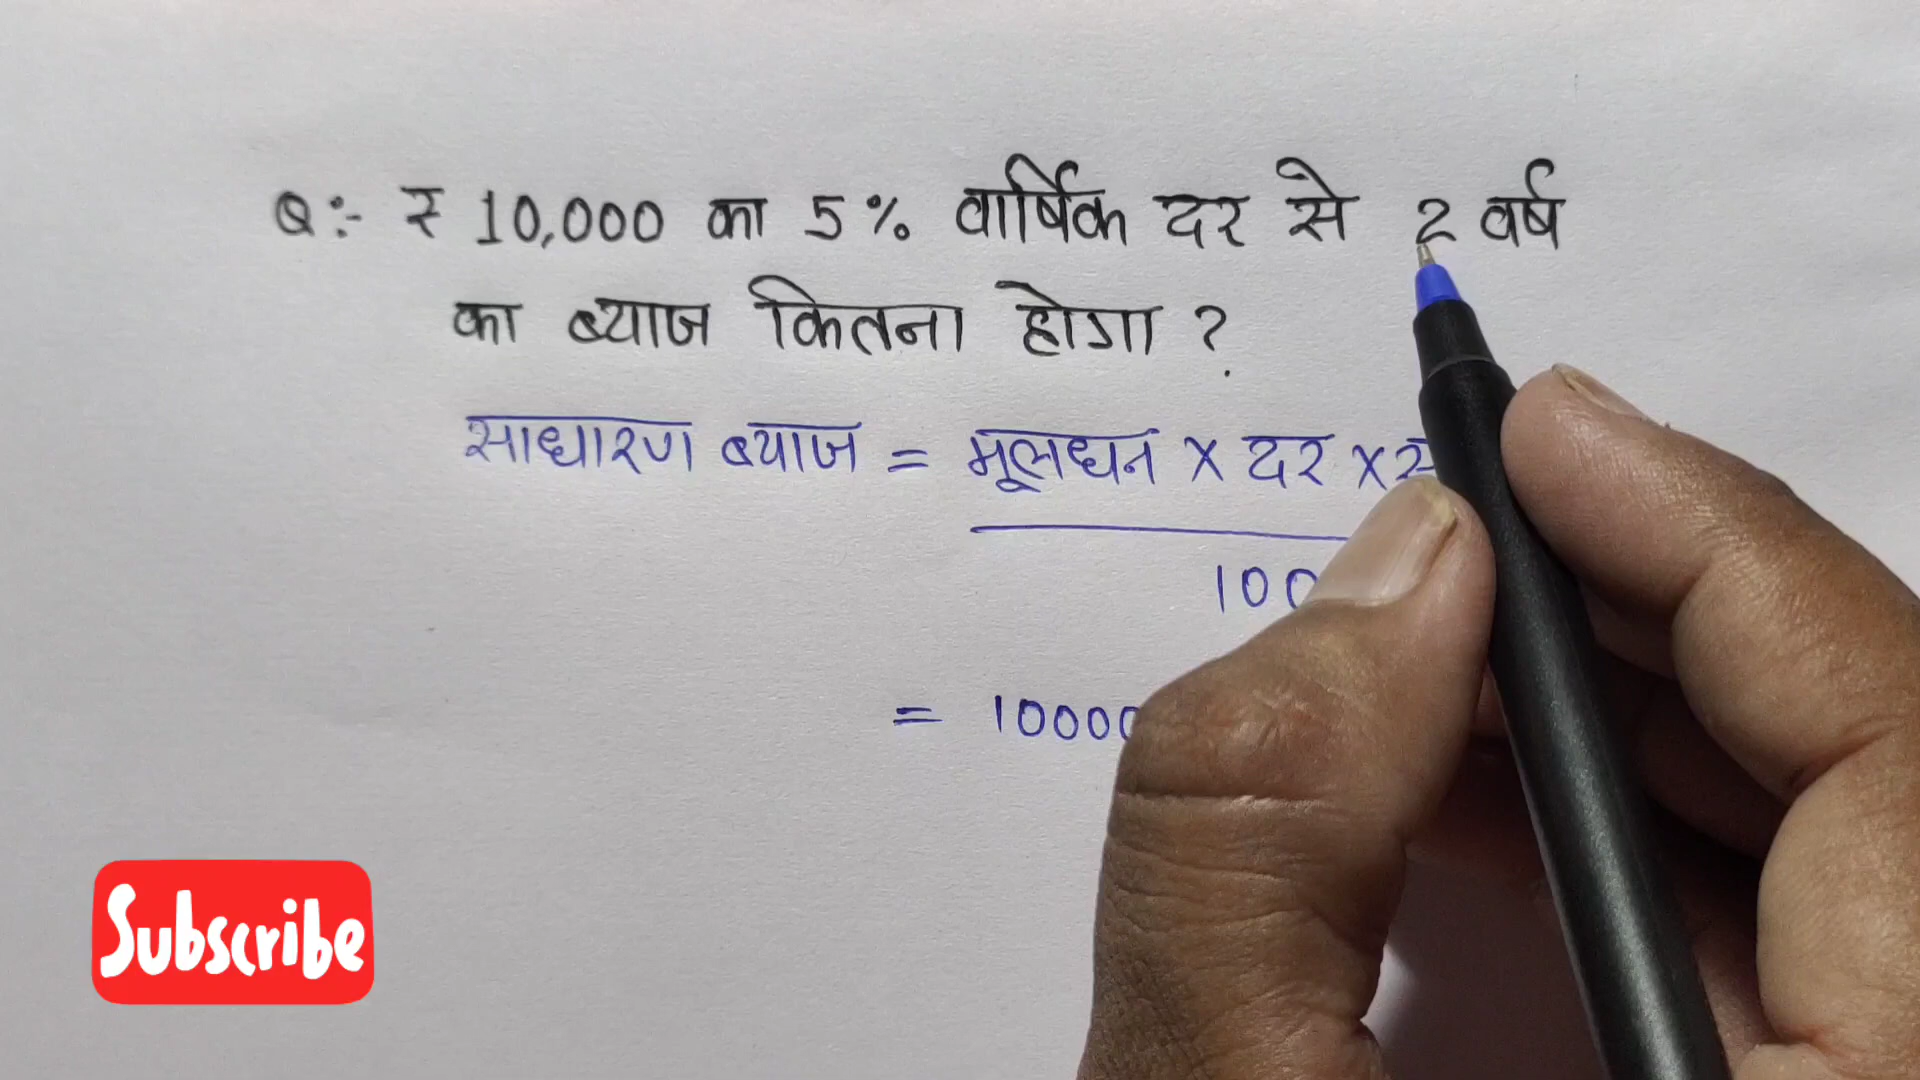 Q:- ₹ 10,000 का 5% वार्षिक दर से 2 वर्ष
का ब्याज कितना होगा ?
साधारण ब्याज = मूलधन × दर ×
100
= 10000
Subscribe